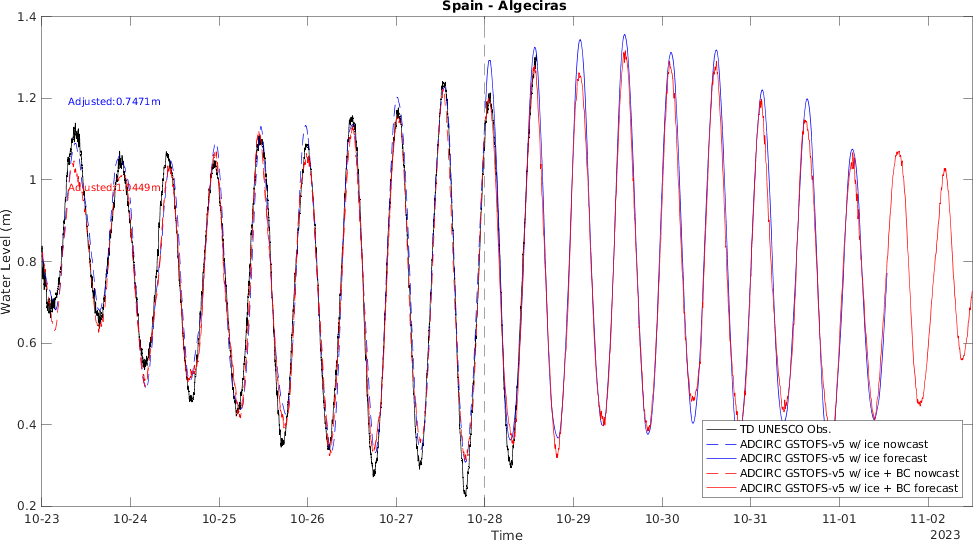 Spain - Algeciras
1.4
1.2
1
0.8
0.6
0.4
0.2
Water Level (m)
Adjusted:0.7471m
Adjusted:1.0449m
TD UNESCO Obs.
ADCIRC GSTOFS-v5 w/ ice nowcast
ADCIRC GSTOFS-v5 w/ ice forecast
ADCIRC GSTOFS-v5 w/ ice + BC nowcast
ADCIRC GSTOFS-v5 w/ ice + BC forecast
10-23 10-24 10-25 10-26 10-27 10-28 10-29 10-30 10-31 11-01 11-02
Time
2023